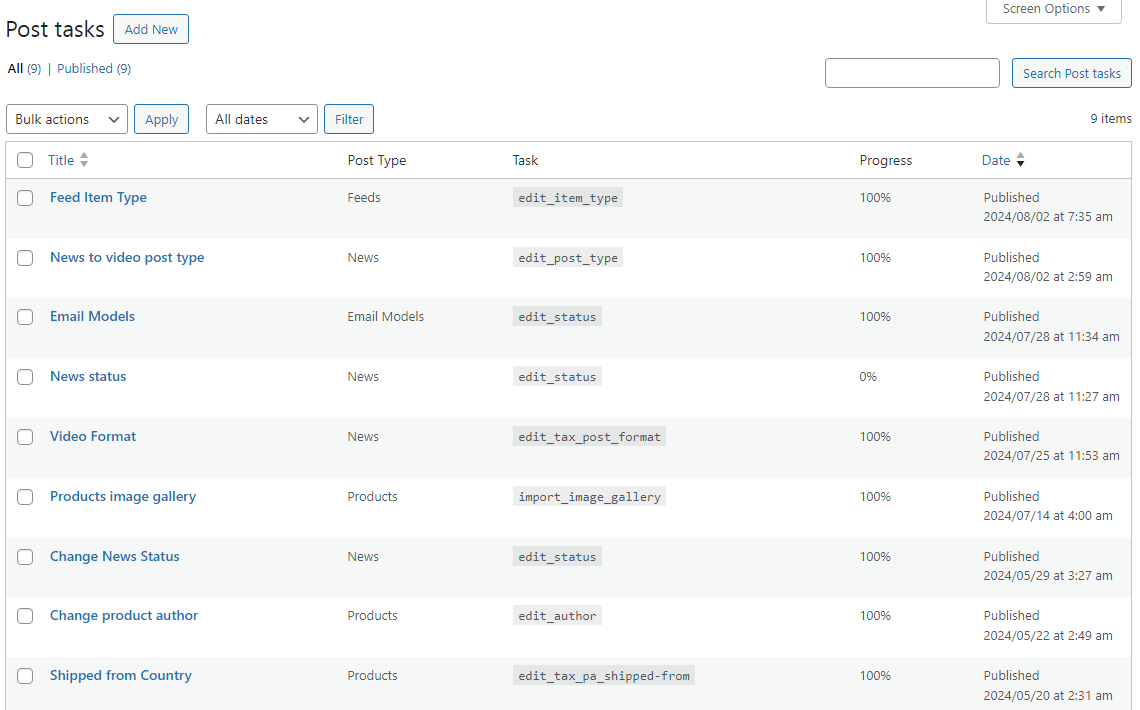 Screen Options
Post tasks Add New
All (9) | Published (9)
Search Post tasks
Bulk actions Apply All dates Filter 9 items
Title Post Type Task Progress Date
Feed Item Type Feeds edit_item_type 100% Published
2024/08/02 at 7:35 am
News to video post type News edit_post_type 100% Published
2024/08/02 at 2:59 am
Email Models Email Models edit_status 100% Published
2024/07/28 at 11:34 am
News status News edit_status 0% Published
2024/07/28 at 11:27 am
Video Format News edit_tax_post_format 100% Published
2024/07/25 at 11:53 am
Products image gallery Products import_image_gallery 100% Published
2024/07/14 at 4:00 am
Change News Status News edit_status 100% Published
2024/05/29 at 3:27 am
Change product author Products edit_author 100% Published
2024/05/22 at 2:49 am
Shipped from Country Products edit_tax_pa_shipped-from 100% Published
2024/05/20 at 2:31 am